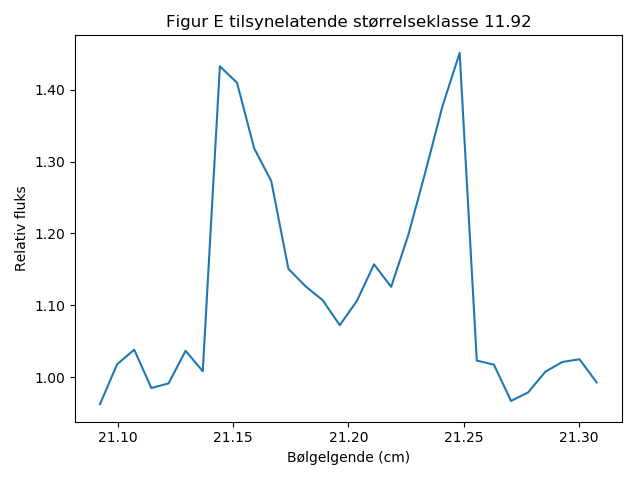 Figur E tilsynelatende størrelseklasse 11.92
1.40
1.30
1.20
1.10
1.00
Relativ fluks
21.10 21.15 21.20 21.25 21.30
Bølgelgende (cm)